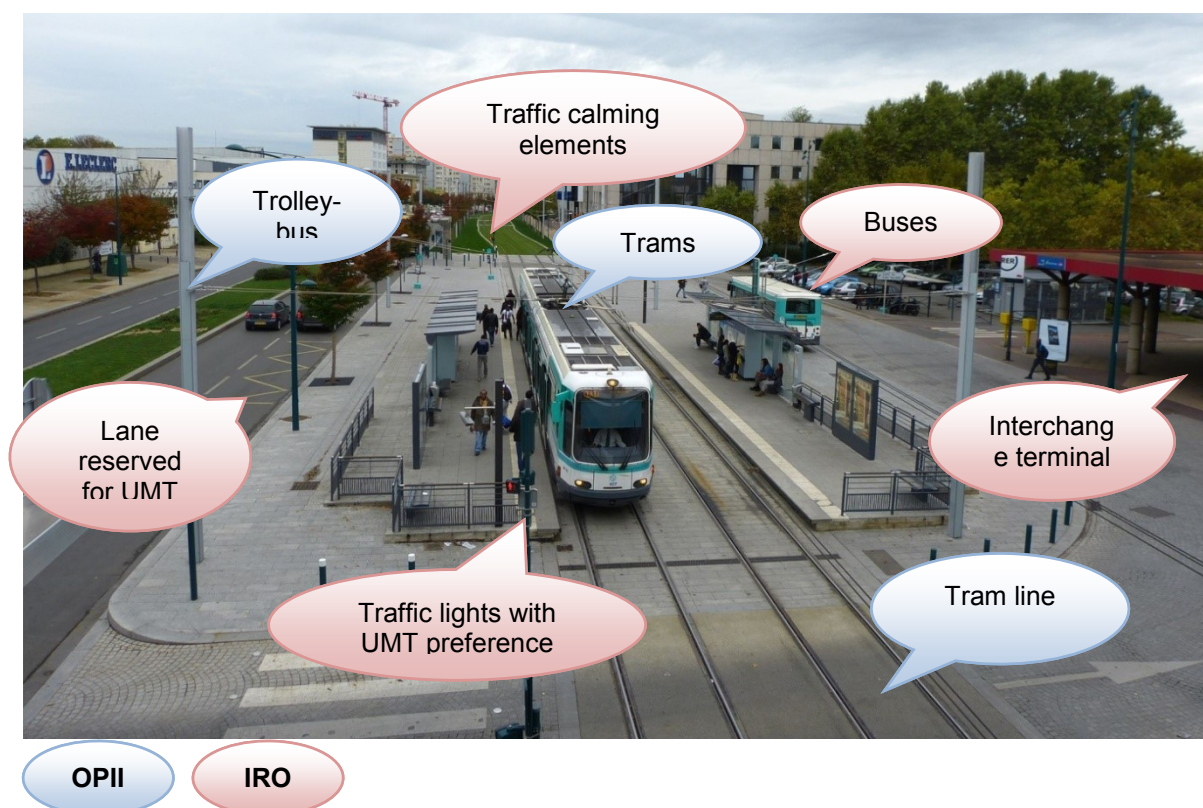 Traffic calming
elements
E.LECLERC
Trolley-
bus
Trams
Buses
RER
Lane
reserved
for UMT
Interchang
e terminal
Traffic lights with
UMT preference
Tram line
OPII
IRO